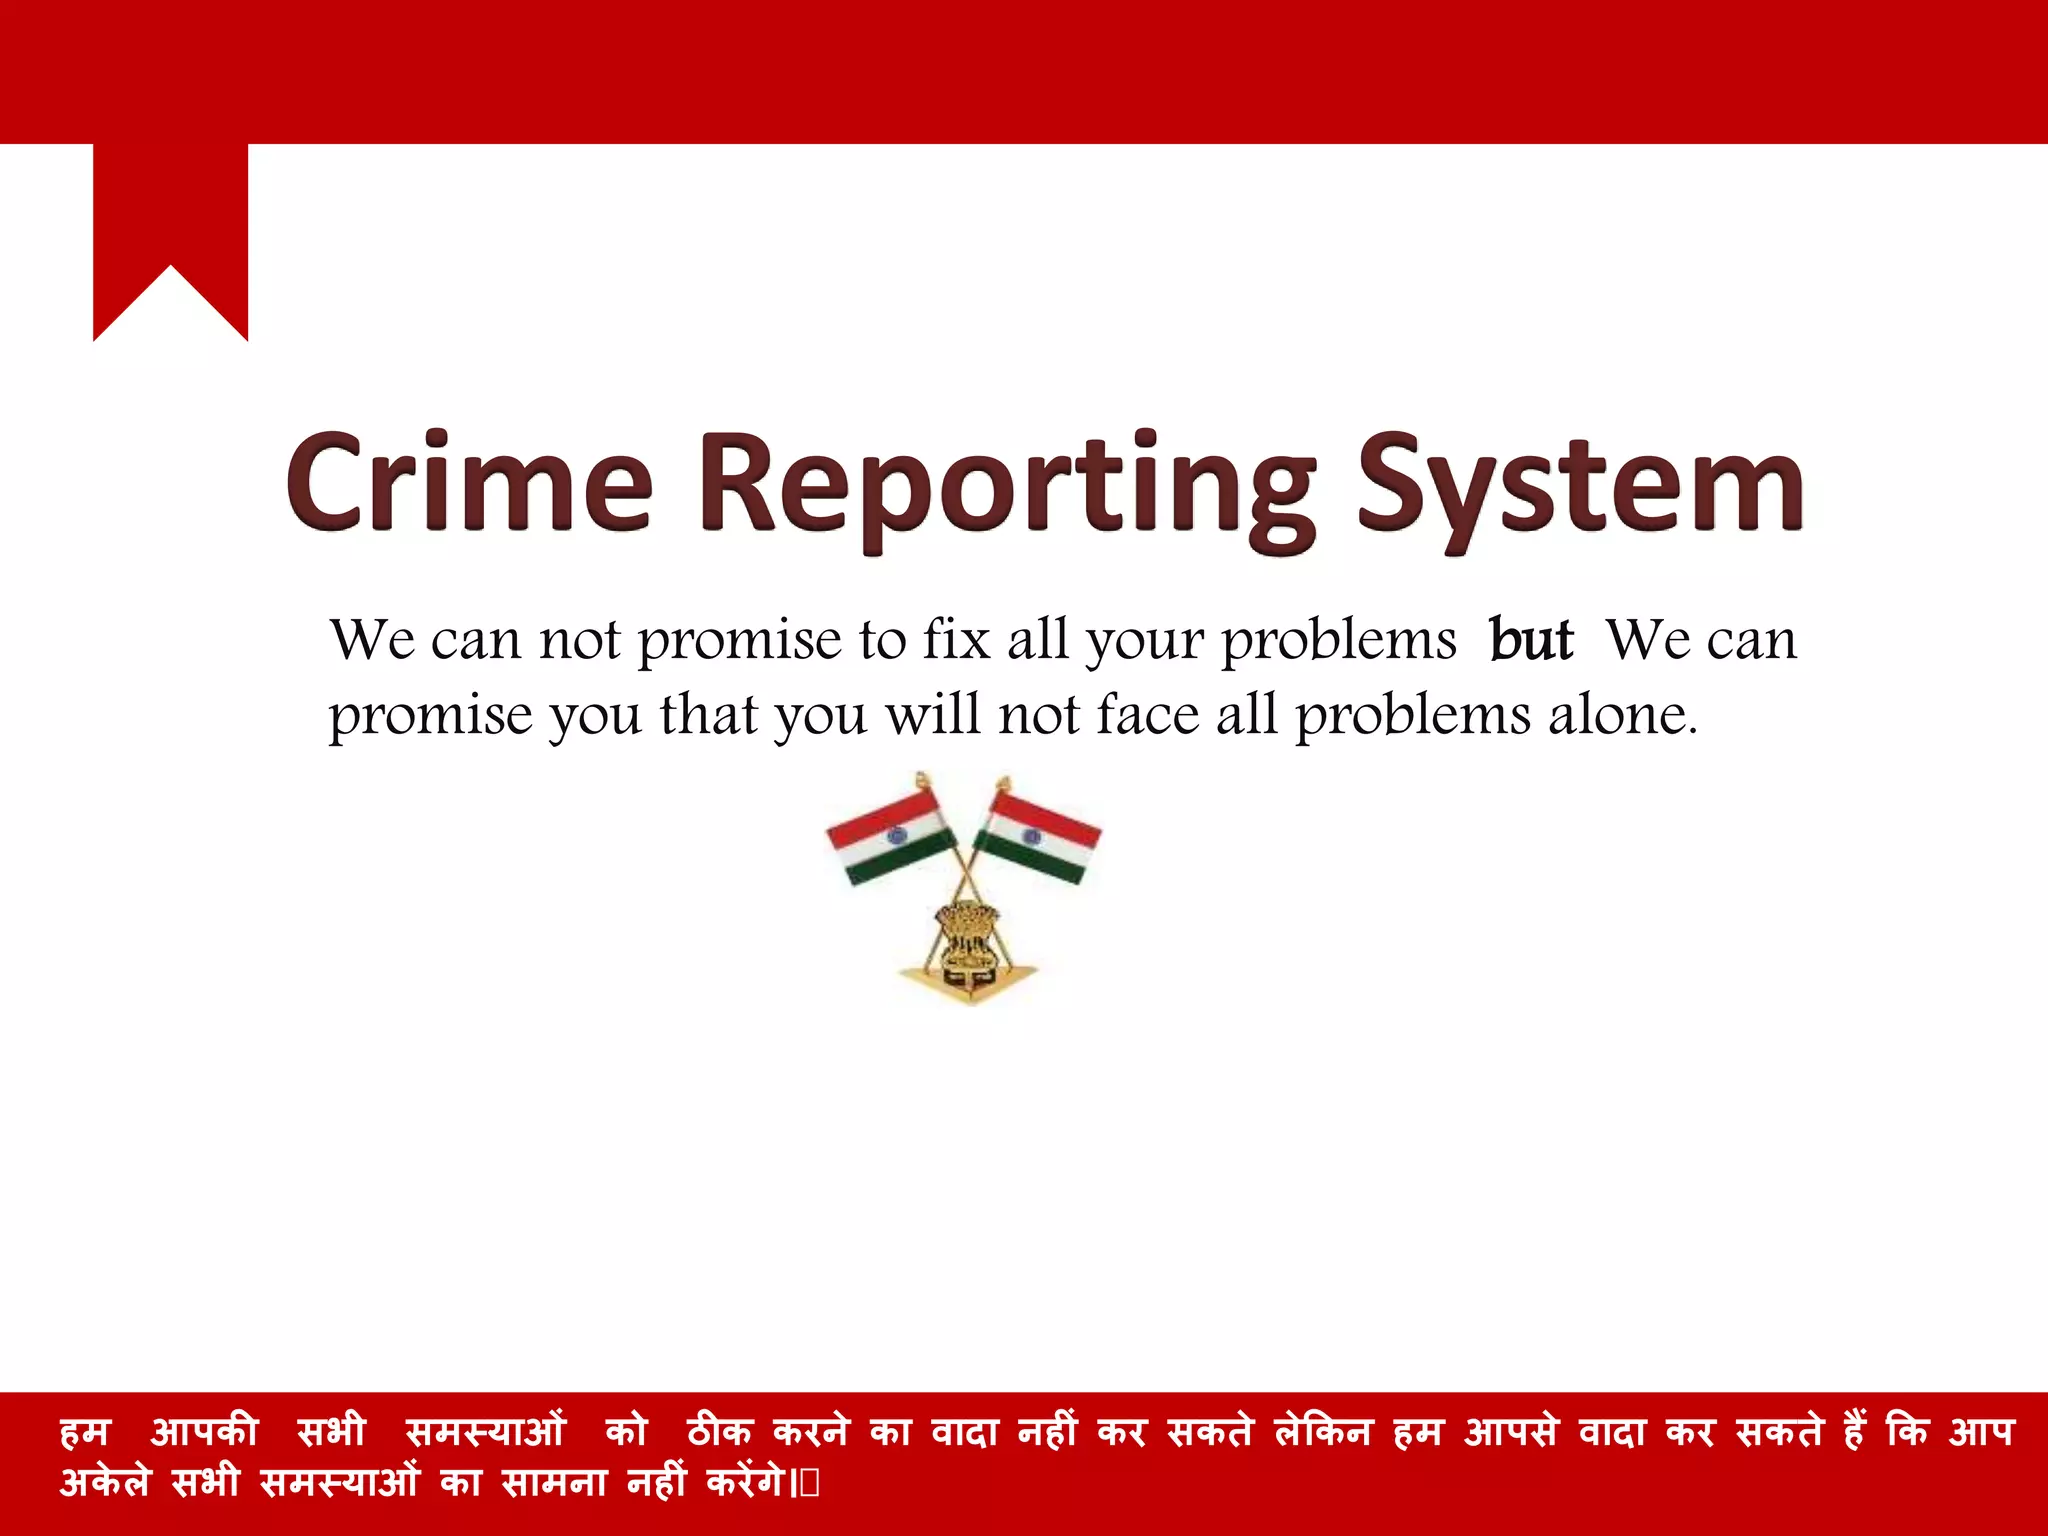 Crime Reporting System
We can not promise to fix all your problems but We can
promise you that you will not face all problems alone.
हम आपकी सभी समस्याओं को ठीक करने का वादा नहीं कर सकते लेकिन हम आपसे वादा कर सकते हैं कि आप
अकेले सभी समस्याओं का सामना नहीं करेंगे।